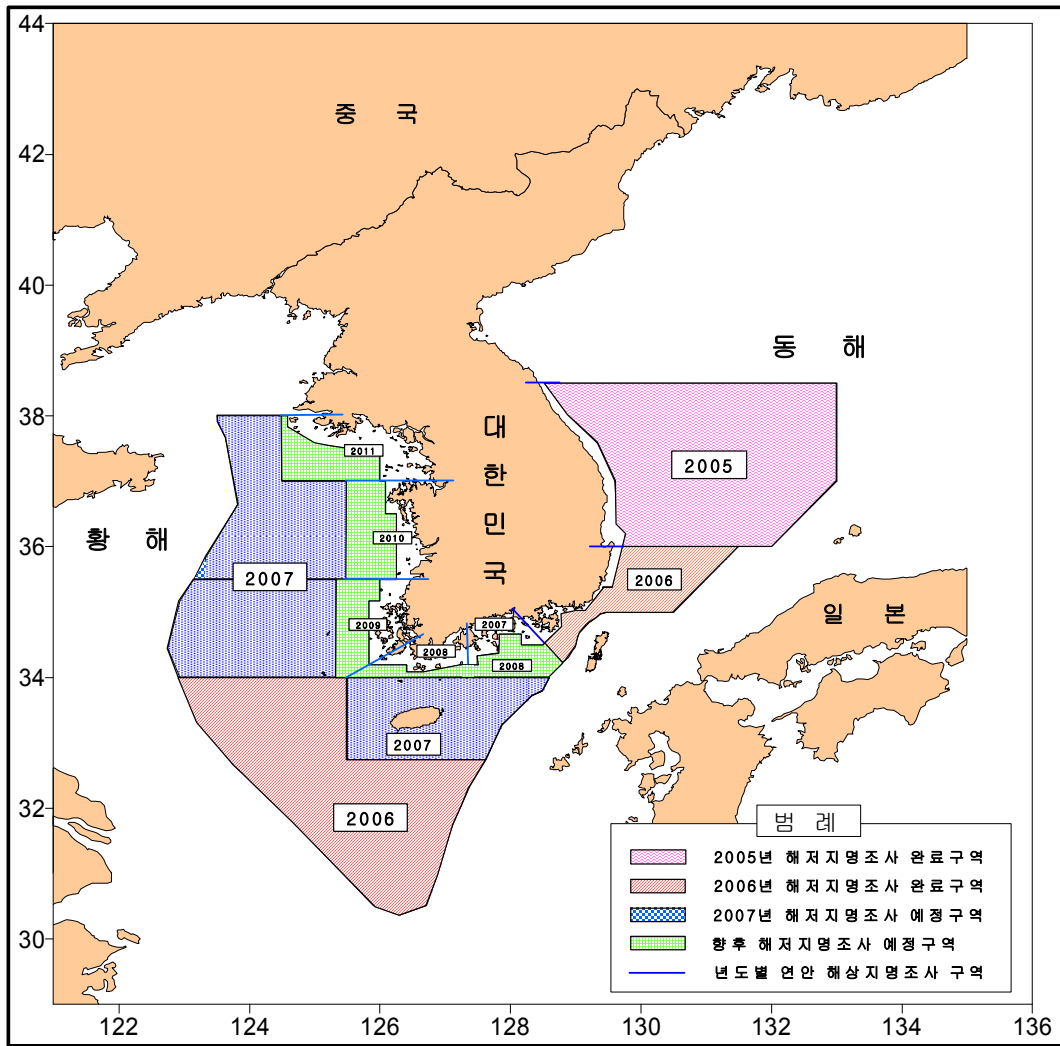 44
42
40
38
36
34
32
30
중 국
동 해
대
한
민
국
황 해
일 본
2011
2005
2010
2006
2007
2009
2007
2008
2008
2007
2006
범 례
2005년 해저지명조사 완료구역
2006년 해저지명조사 완료구역
2007년 해저지명조사 예정구역
향후 해저지명조사 예정구역
년도별 연안 해상지명조사 구역
122 124 126 128 130 132 134 136